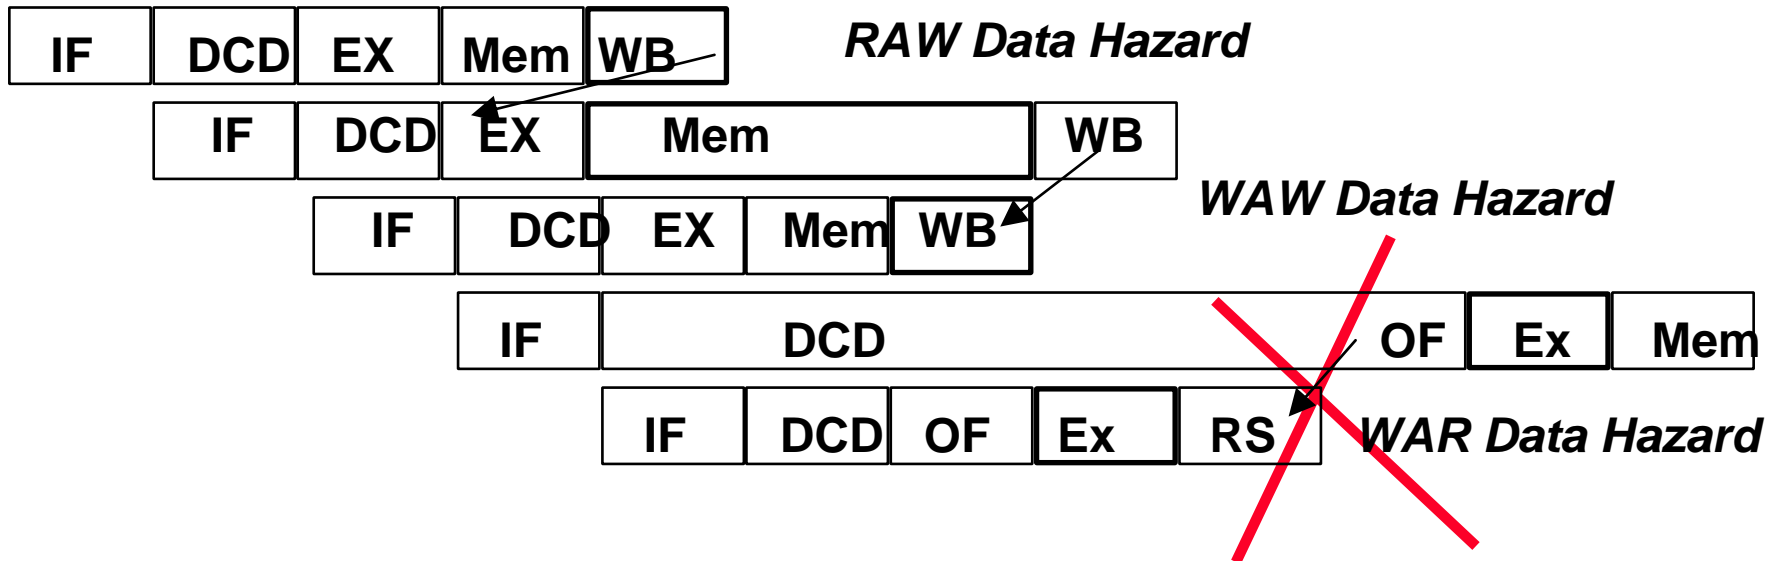 IF DCD EX Mem WB RAW Data Hazard
IF DCD EX Mem WB
WAW Data Hazard
IF DCD EX Mem WB
IF DCD OF Ex Mem
IF DCD OF Ex RS WAR Data Hazard